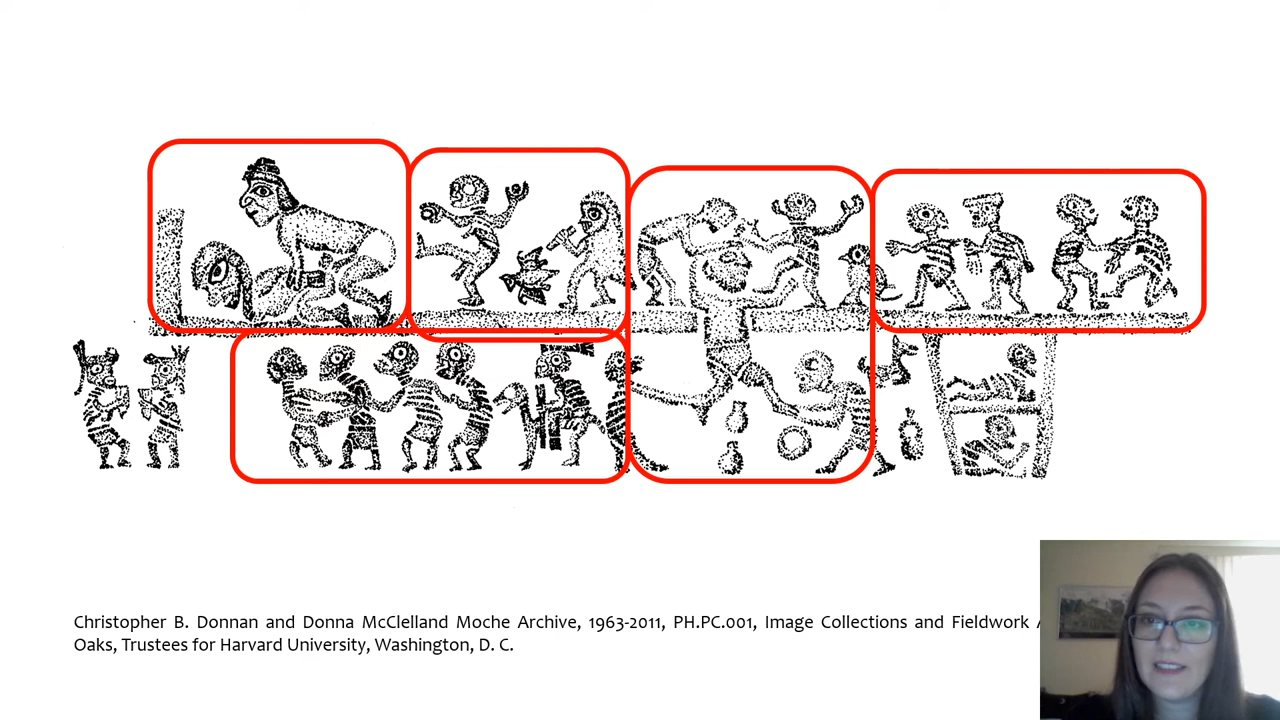 Christopher B. Donnan and Donna McClelland Moche Archive, 1963-2011, PH.PC.001, Image Collections and Fieldwork
Oaks, Trustees for Harvard University, Washington, D. C.